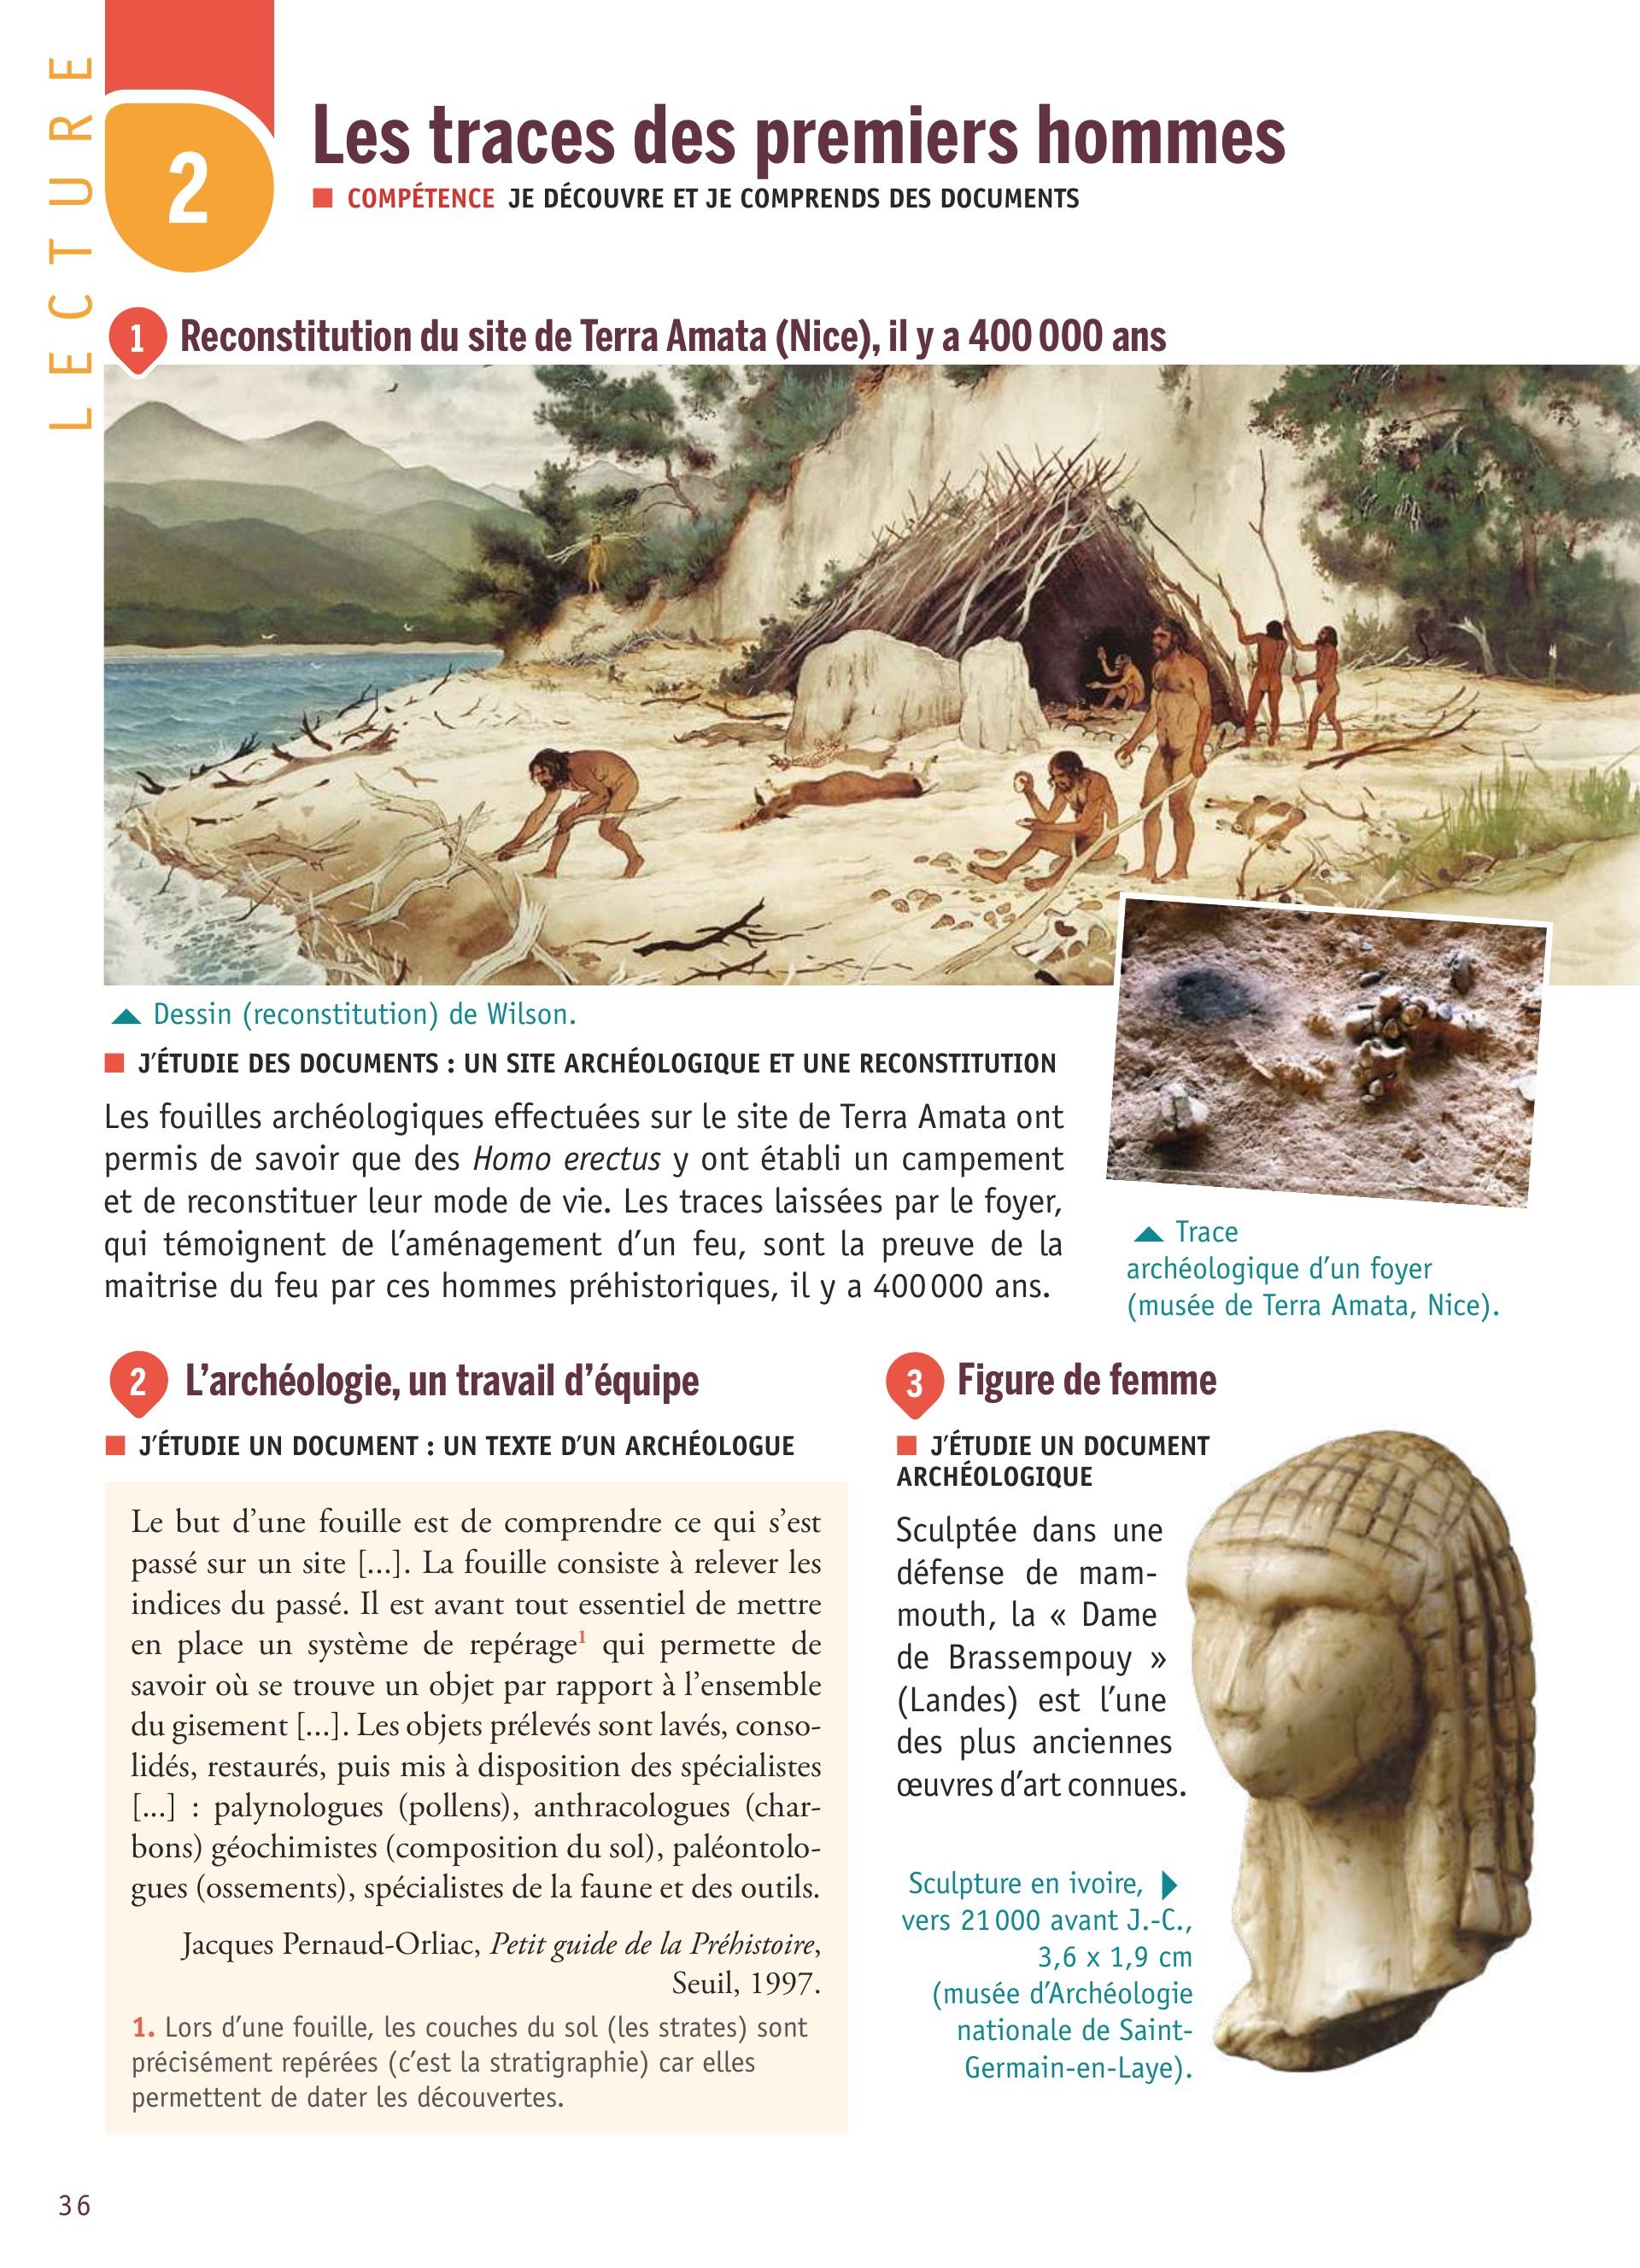 LECTURE
2
Les traces des premiers hommes
COMPÉTENCE JE DÉCOUVRE ET JE COMPRENDS DES DOCUMENTS
1 Reconstitution du site de Terra Amata (Nice), il y a 400 000 ans
Dessin (reconstitution) de Wilson.
J'ÉTUDIE DES DOCUMENTS : UN SITE ARCHÉOLOGIQUE ET UNE RECONSTITUTION
Les fouilles archéologiques effectuées sur le site de Terra Amata ont
permis de savoir que des Homo erectus y ont établi un campement
et de reconstituer leur mode de vie. Les traces laissées par le foyer,
qui témoignent de l'aménagement d'un feu, sont la preuve de la
maitrise du feu par ces hommes préhistoriques, il y a 400 000 ans.
Trace
archéologique d'un foyer
(musée de Terra Amata, Nice).
2 L'archéologie, un travail d'équipe
J'ÉTUDIE UN DOCUMENT : UN TEXTE D'UN ARCHÉOLOGUE
Le but d'une fouille est de comprendre ce qui s'est
passé sur un site [...]. La fouille consiste à relever les
indices du passé. Il est avant tout essentiel de mettre
en place un système de repérage1 qui permette de
savoir où se trouve un objet par rapport à l'ensemble
du gisement [...]. Les objets prélevés sont lavés, conso-
lidés, restaurés, puis mis à disposition des spécialistes
[...] : palynologues (pollens), anthracologues (char-
bons) géochimistes (composition du sol), paléontolo-
gues (ossements), spécialistes de la faune et des outils.
Jacques Pernaud-Orliac, Petit guide de la Préhistoire,
Seuil, 1997.
1. Lors d'une fouille, les couches du sol (les strates) sont
précisément repérées (c'est la stratigraphie) car elles
permettent de dater les découvertes.
3 Figure de femme
J'ÉTUDIE UN DOCUMENT
ARCHÉOLOGIQUE
Sculptée dans une
défense de mam-
mouth, la « Dame
de Brassempouy »
(Landes) est l'une
des plus anciennes
œuvres d'art connues.
Sculpture en ivoire,
vers 21 000 avant J.-C.,
3,6 x 1,9 cm
(musée d'Archéologie
nationale de Saint-
Germain-en-Laye).
36